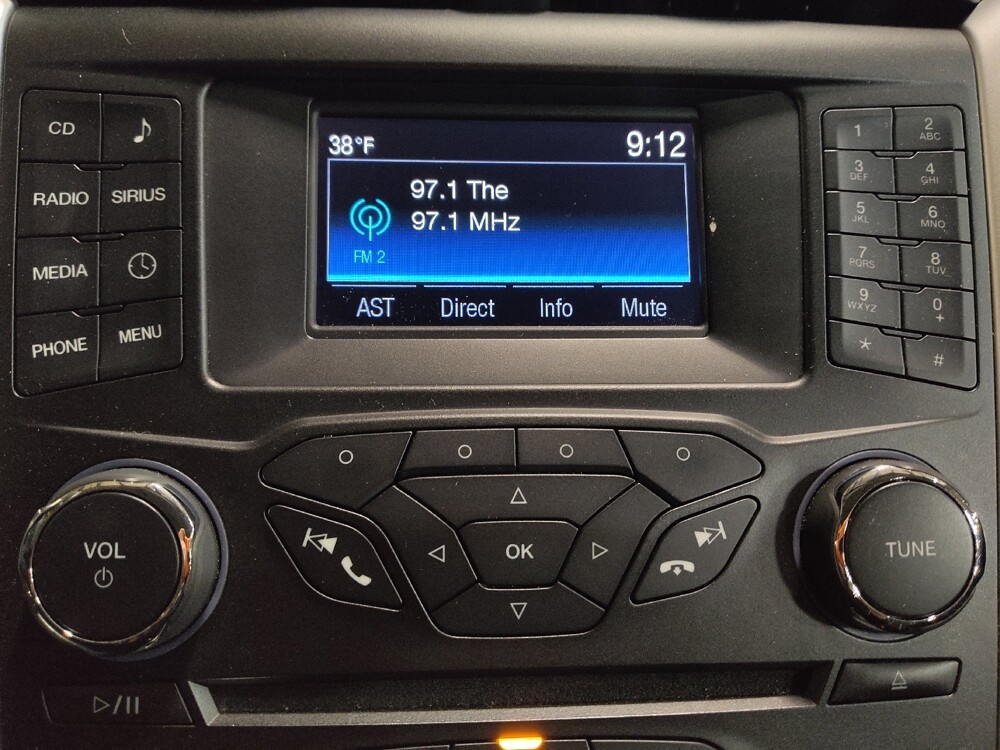 38°F 9:12
97.1 The
97.1 MHz
FM 2
AST Direct Info Mute
CD
RADIO SIRIUS
MEDIA
PHONE MENU
1 2 ABC
3 DEF 4 GHI
5 JKL 6 MNO
7 PQRS 8 TUV
9 WXYZ 0 +
* #
VOL
OK
TUNE